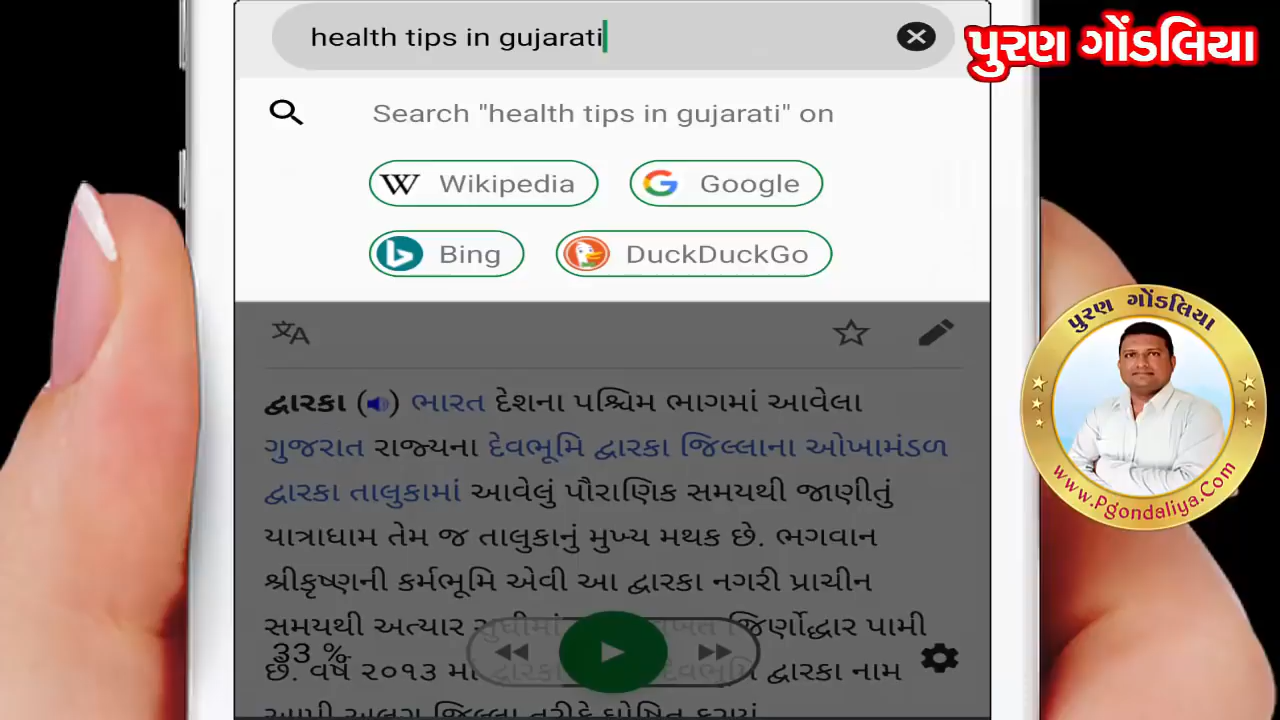 health tips in gujarati
પુરણ ગોંડલિયા
Search "health tips in gujarati" on
Wikipedia
Google
Bing
DuckDuckGo
દ્વારકા () ભારત દેશના પશ્ચિમ ભાગમાં આવેલા
ગુજરાત રાજ્યના દેવભૂમિ દ્વારકા જિલ્લાના ઓખામંડળ
દ્વારકા તાલુકામાં આવેલું પૌરાણિક સમયથી જાણીતું
યાત્રાધામ તેમ જ તાલુકાનું મુખ્ય મથક છે. ભગવાન
શ્રીકૃષ્ણની કર્મભૂમિ એવી આ દ્વારકા નગરી પ્રાચીન
સમયથી અત્યાર સુધીમાં જિર્ણોદ્ધાર પામી
33 %
છે. વર્ષ ૨૦૧૩ માં દ્વારકા દેવભૂમિ દ્વારકા નામ
પુરણ ગોંડલિયા
www.Pgondaliya.Com